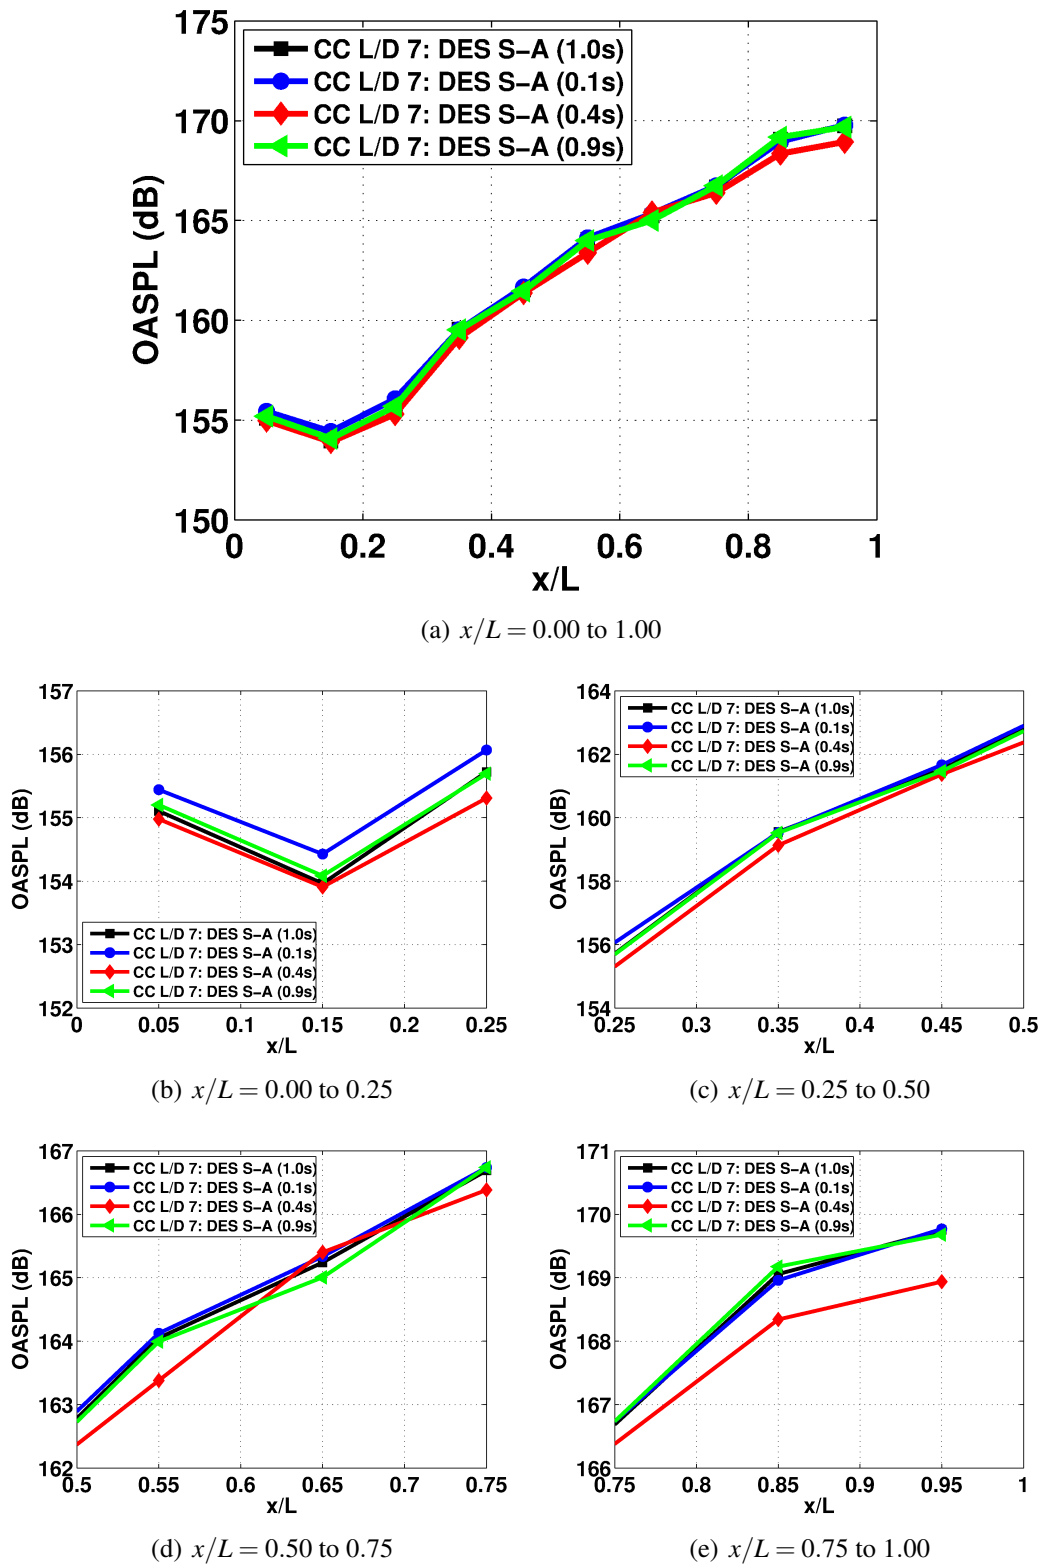 175
170
165
160
155
150
OASPL (dB)
CC L/D 7: DES S−A (1.0s)
CC L/D 7: DES S−A (0.1s)
CC L/D 7: DES S−A (0.4s)
CC L/D 7: DES S−A (0.9s)
0 0.2 0.4 0.6 0.8 1
x/L
(a) x/L = 0.00 to 1.00
157
156
155
154
153
152
OASPL (dB)
CC L/D 7: DES S−A (1.0s)
CC L/D 7: DES S−A (0.1s)
CC L/D 7: DES S−A (0.4s)
CC L/D 7: DES S−A (0.9s)
0 0.05 0.1 0.15 0.2 0.25
x/L
(b) x/L = 0.00 to 0.25
164
162
160
158
156
154
OASPL (dB)
CC L/D 7: DES S−A (1.0s)
CC L/D 7: DES S−A (0.1s)
CC L/D 7: DES S−A (0.4s)
CC L/D 7: DES S−A (0.9s)
0.25 0.3 0.35 0.4 0.45 0.5
x/L
(c) x/L = 0.25 to 0.50
167
166
165
164
163
162
OASPL (dB)
CC L/D 7: DES S−A (1.0s)
CC L/D 7: DES S−A (0.1s)
CC L/D 7: DES S−A (0.4s)
CC L/D 7: DES S−A (0.9s)
0.5 0.55 0.6 0.65 0.7 0.75
x/L
(d) x/L = 0.50 to 0.75
171
170
169
168
167
166
OASPL (dB)
CC L/D 7: DES S−A (1.0s)
CC L/D 7: DES S−A (0.1s)
CC L/D 7: DES S−A (0.4s)
CC L/D 7: DES S−A (0.9s)
0.75 0.8 0.85 0.9 0.95 1
x/L
(e) x/L = 0.75 to 1.00